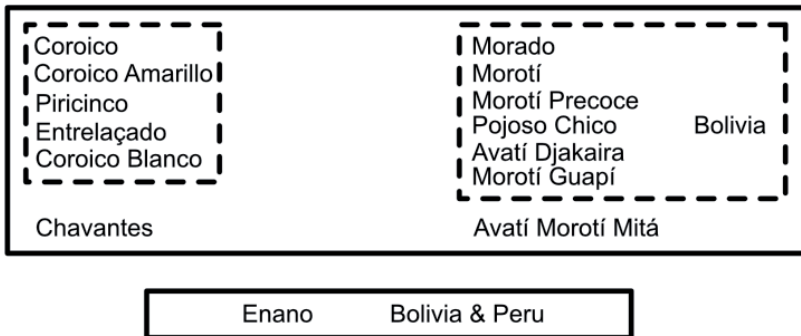 Coroico
Coroico Amarillo
Piricinco
Entrelaçado
Coroico Blanco
Chavantes
Morado
Morotí
Morotí Precoce
Pojoso Chico Bolivia
Avatí Djakaira
Morotí Guapí
Avatí Morotí Mitá
Enano Bolivia & Peru